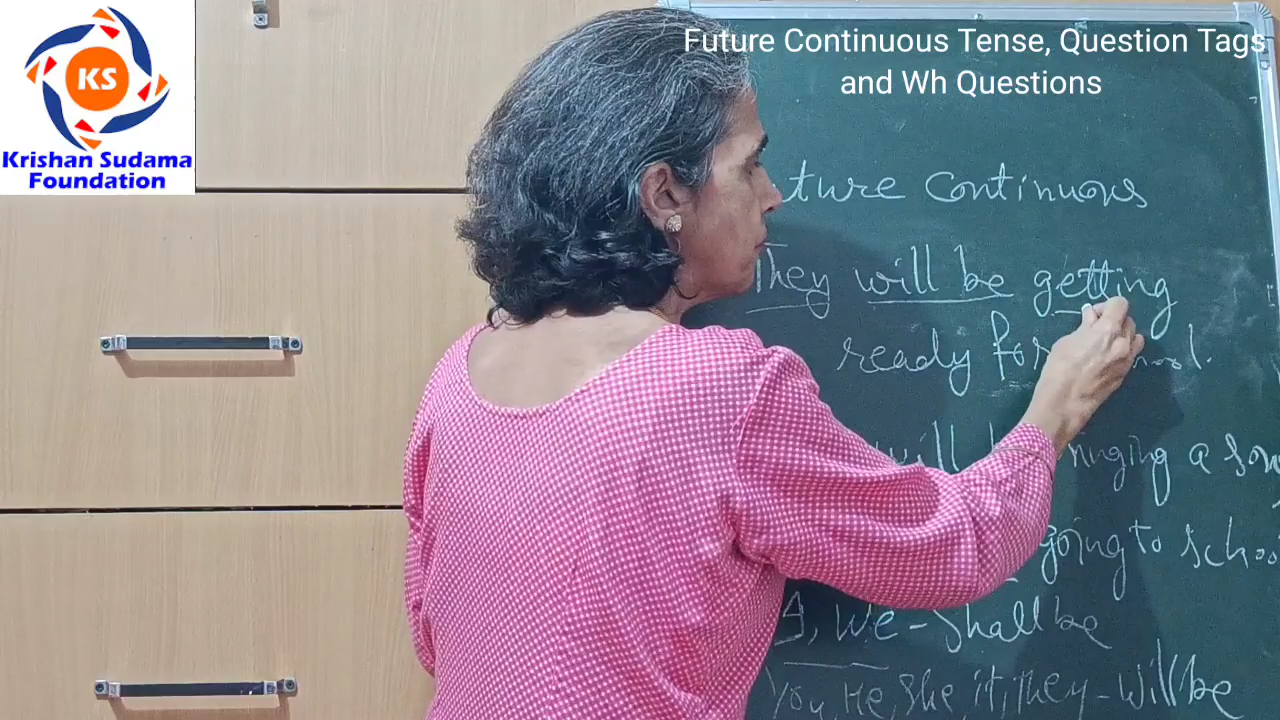 Future Continuous Tense, Question Tags
and Wh Questions
KS
Krishan Sudama
Foundation
ture Continuous
They will be getting
ready for
will
a
going to schoo
I, We - Shall be
You, He, She, it, They - Will be